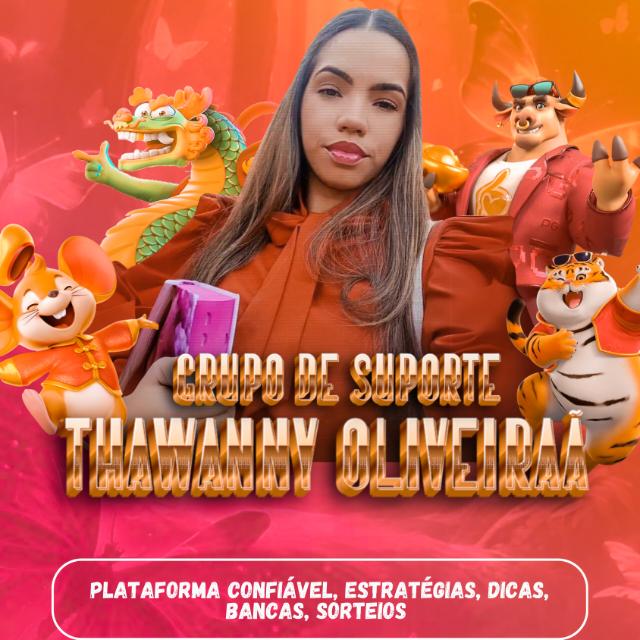 GRUPO DE SUPORTE
THAWANNY OLIVEIRAÃ
PLATAFORMA CONFIÁVEL, ESTRATÉGIAS, DICAS,
BANCAS, SORTEIOS